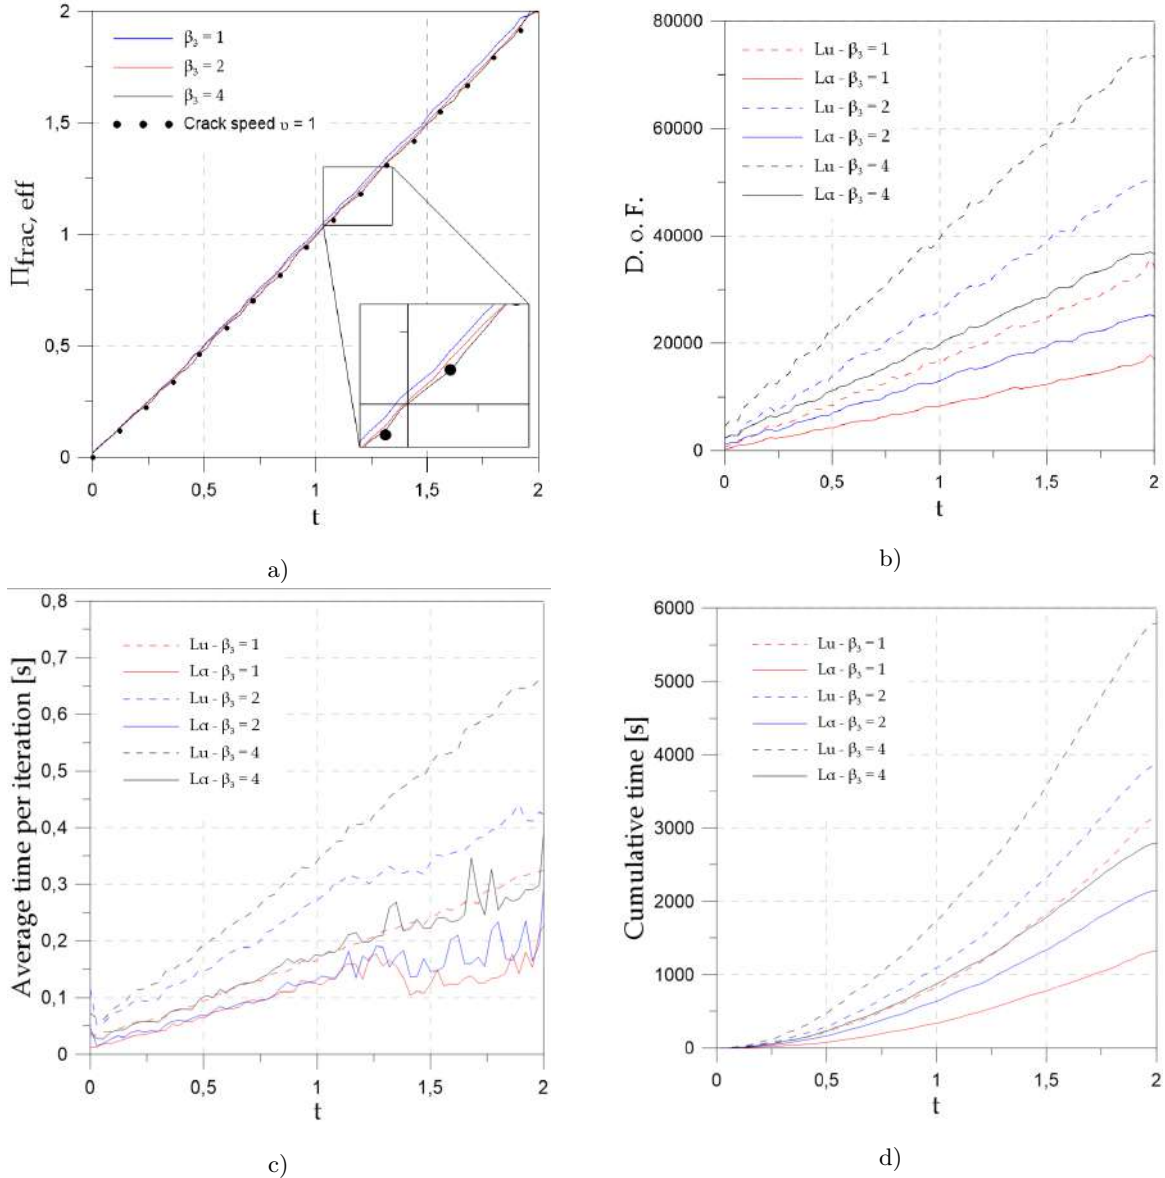 2
1,5
1
0,5
0
0
0,5
1
1,5
2
Π frac, eff
t
β₃ = 1
β₃ = 2
β₃ = 4
Crack speed υ = 1
a)
80000
60000
40000
20000
0
0
0,5
1
1,5
2
D. o. F.
t
Lu - β₃ = 1
Lα - β₃ = 1
Lu - β₃ = 2
Lα - β₃ = 2
Lu - β₃ = 4
Lα - β₃ = 4
b)
0,8
0,7
0,6
0,5
0,4
0,3
0,2
0,1
0
0
0,5
1
1,5
2
Average time per iteration [s]
t
Lu - β₃ = 1
Lα - β₃ = 1
Lu - β₃ = 2
Lα - β₃ = 2
Lu - β₃ = 4
Lα - β₃ = 4
c)
6000
5000
4000
3000
2000
1000
0
0
0,5
1
1,5
2
Cumulative time [s]
t
Lu - β₃ = 1
Lα - β₃ = 1
Lu - β₃ = 2
Lα - β₃ = 2
Lu - β₃ = 4
Lα - β₃ = 4
d)